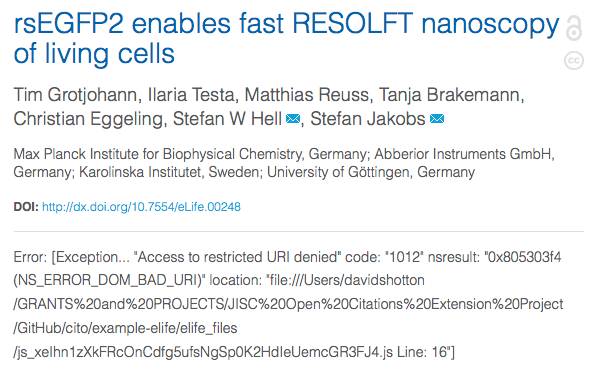 rsEGFP2 enables fast RESOLFT nanoscopy
of living cells
cc
Tim Grotjohann, Ilaria Testa, Matthias Reuss, Tanja Brakemann,
Christian Eggeling, Stefan W Hell, Stefan Jakobs
Max Planck Institute for Biophysical Chemistry, Germany; Abberior Instruments GmbH,
Germany; Karolinska Institutet, Sweden; University of Göttingen, Germany
DOI: http://dx.doi.org/10.7554/eLife.00248
Error: [Exception... "Access to restricted URI denied" code: "1012" nsresult: "0x805303f4
(NS_ERROR_DOM_BAD_URI)" location: "file:///Users/davidshotton
/GRANTS%20and%20PROJECTS/JISC%20Open%20Citations%20Extension%20Project
/GitHub/cito/example-elife/elife_files
/js_xeIhn1zXkFRcOnCdfg5ufsNgSp0K2HdIeUemcGR3FJ4.js Line: 16"]